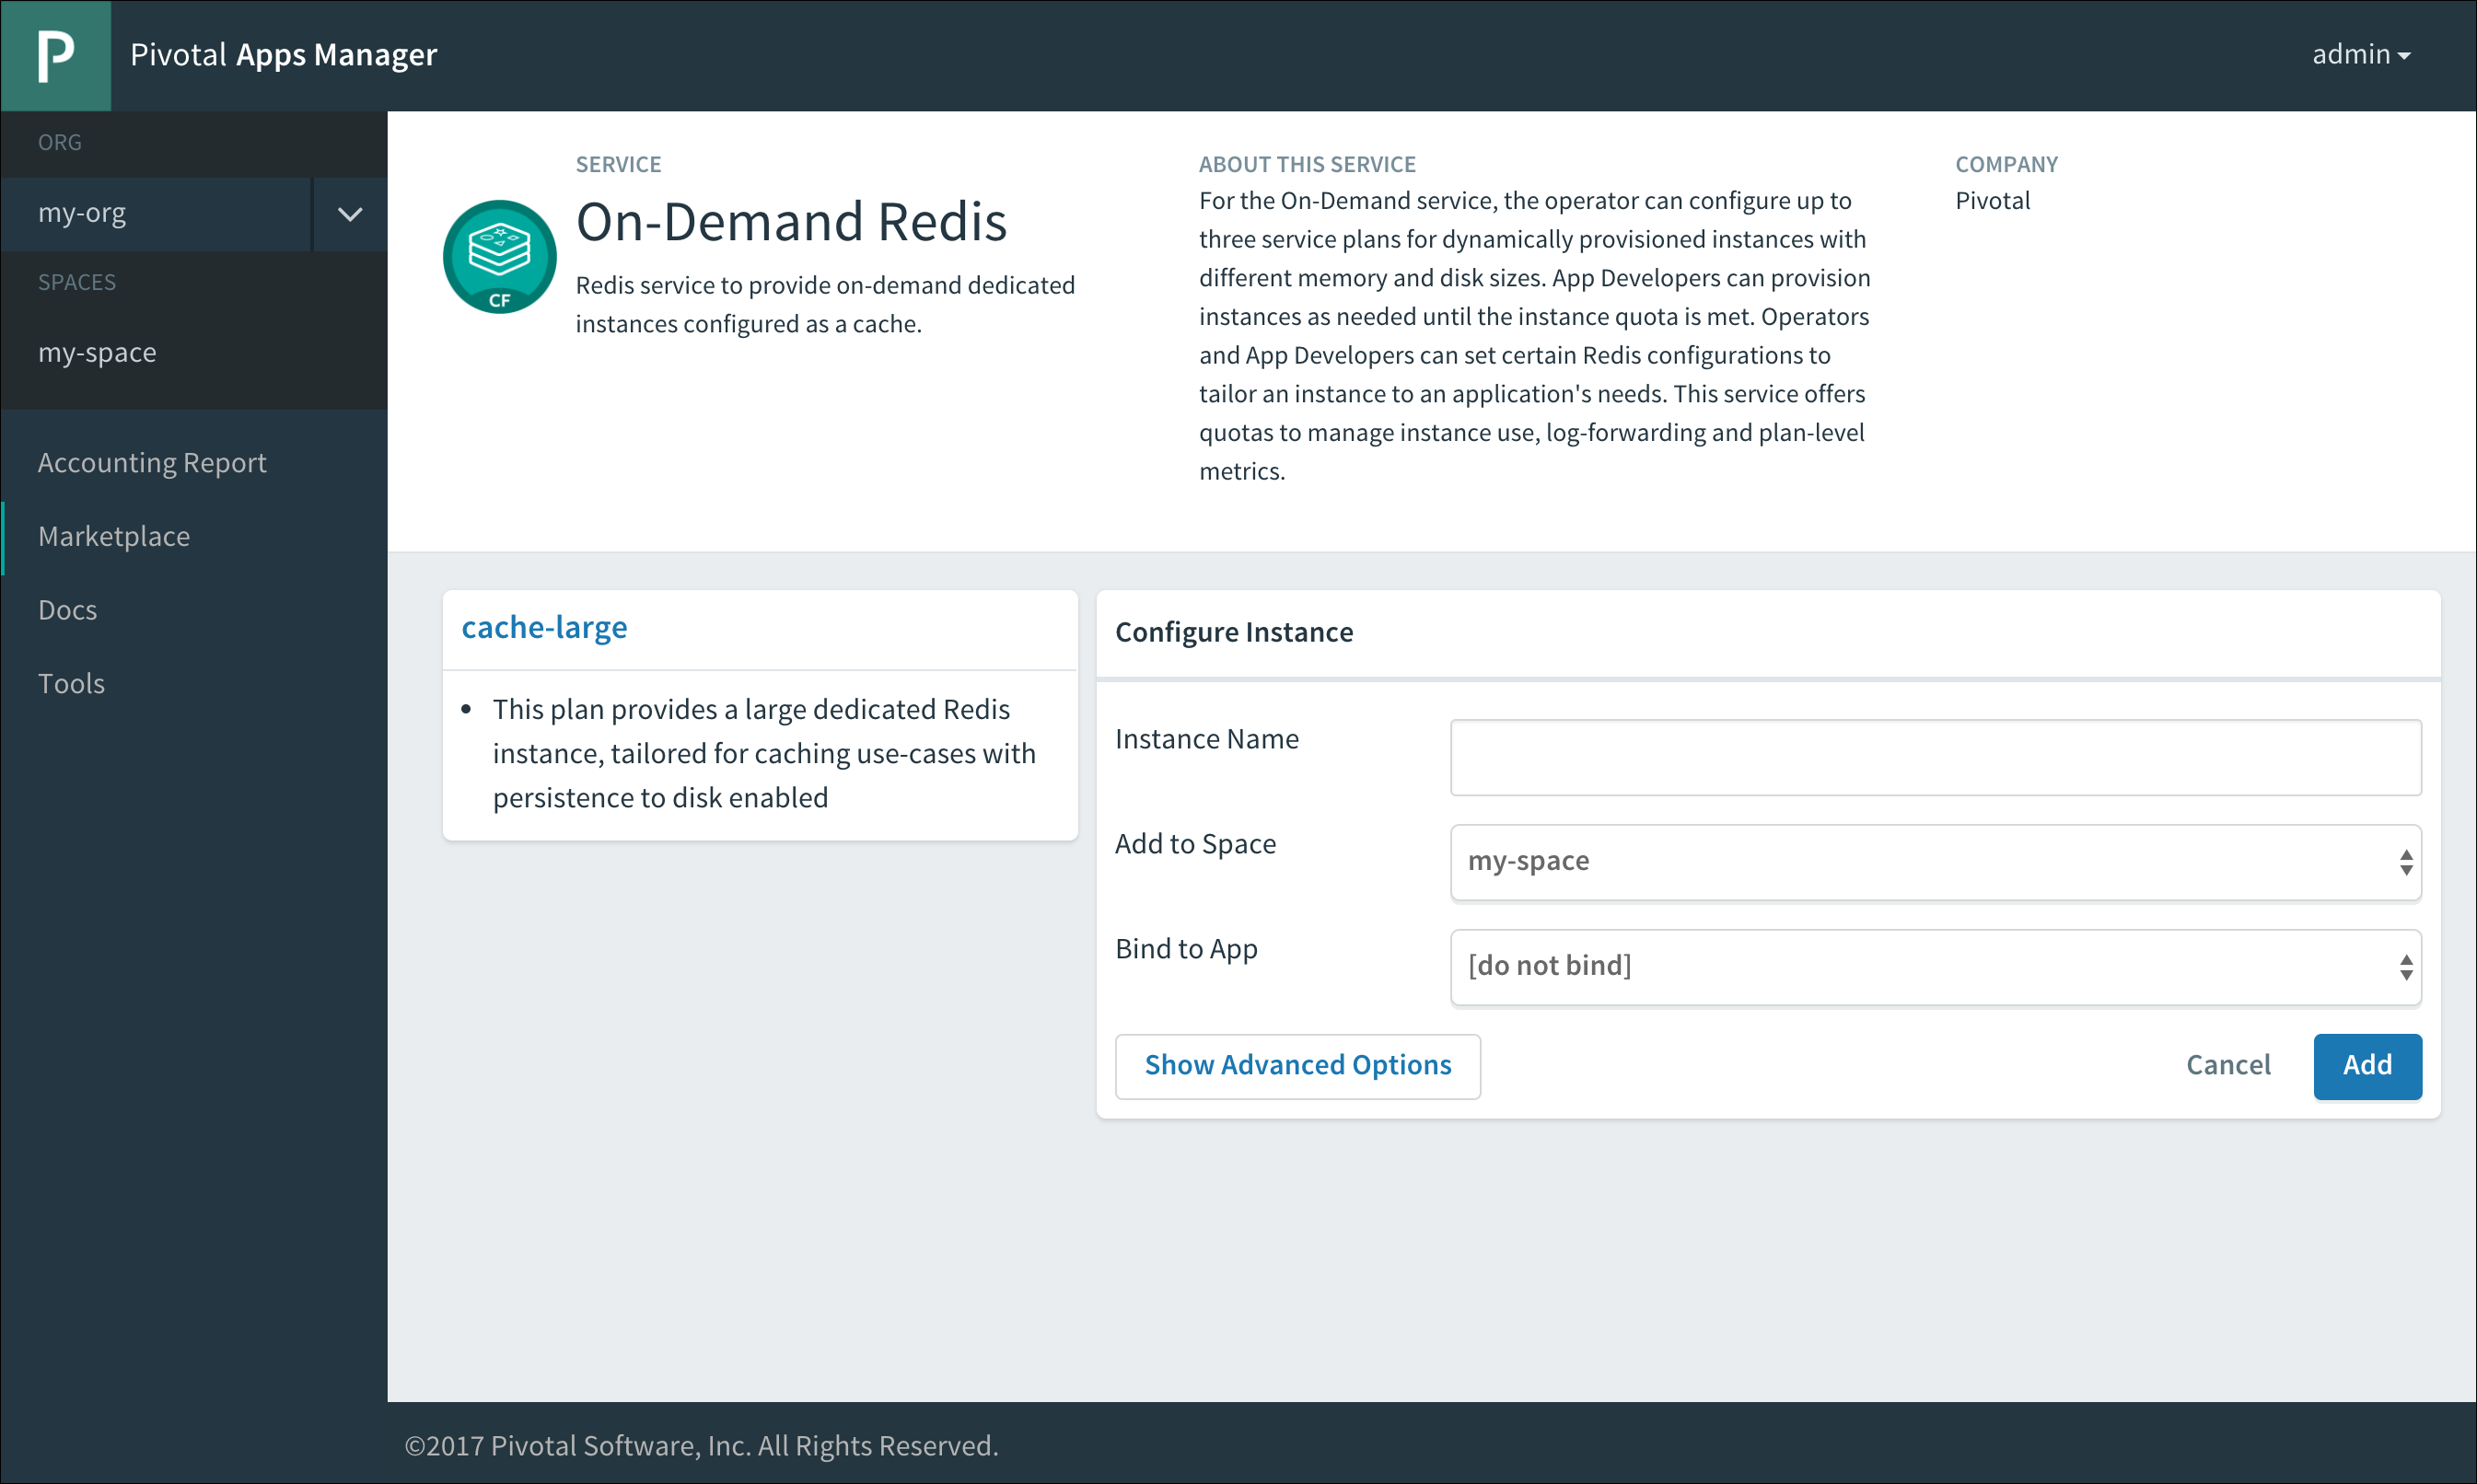 P
Pivotal Apps Manager
admin
ORG
my-org
SPACES
my-space
Accounting Report
Marketplace
Docs
Tools
SERVICE
On-Demand Redis
Redis service to provide on-demand dedicated
instances configured as a cache.
CF
ABOUT THIS SERVICE
For the On-Demand service, the operator can configure up to
three service plans for dynamically provisioned instances with
different memory and disk sizes. App Developers can provision
instances as needed until the instance quota is met. Operators
and App Developers can set certain Redis configurations to
tailor an instance to an application's needs. This service offers
quotas to manage instance use, log-forwarding and plan-level
metrics.
COMPANY
Pivotal
cache-large
• This plan provides a large dedicated Redis
instance, tailored for caching use-cases with
persistence to disk enabled
Configure Instance
Instance Name
Add to Space
my-space
Bind to App
[do not bind]
Show Advanced Options
Cancel
Add
©2017 Pivotal Software, Inc. All Rights Reserved.